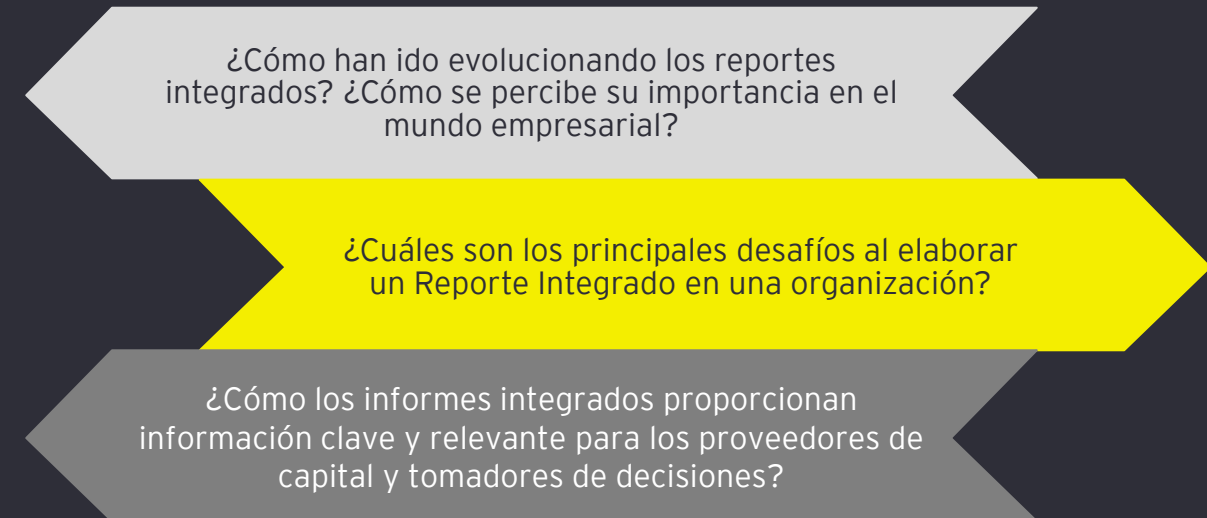 ¿Cómo han ido evolucionando los reportes
integrados? ¿Cómo se percibe su importancia en el
mundo empresarial?
¿Cuáles son los principales desafíos al elaborar
un Reporte Integrado en una organización?
¿Cómo los informes integrados proporcionan
información clave y relevante para los proveedores de
capital y tomadores de decisiones?